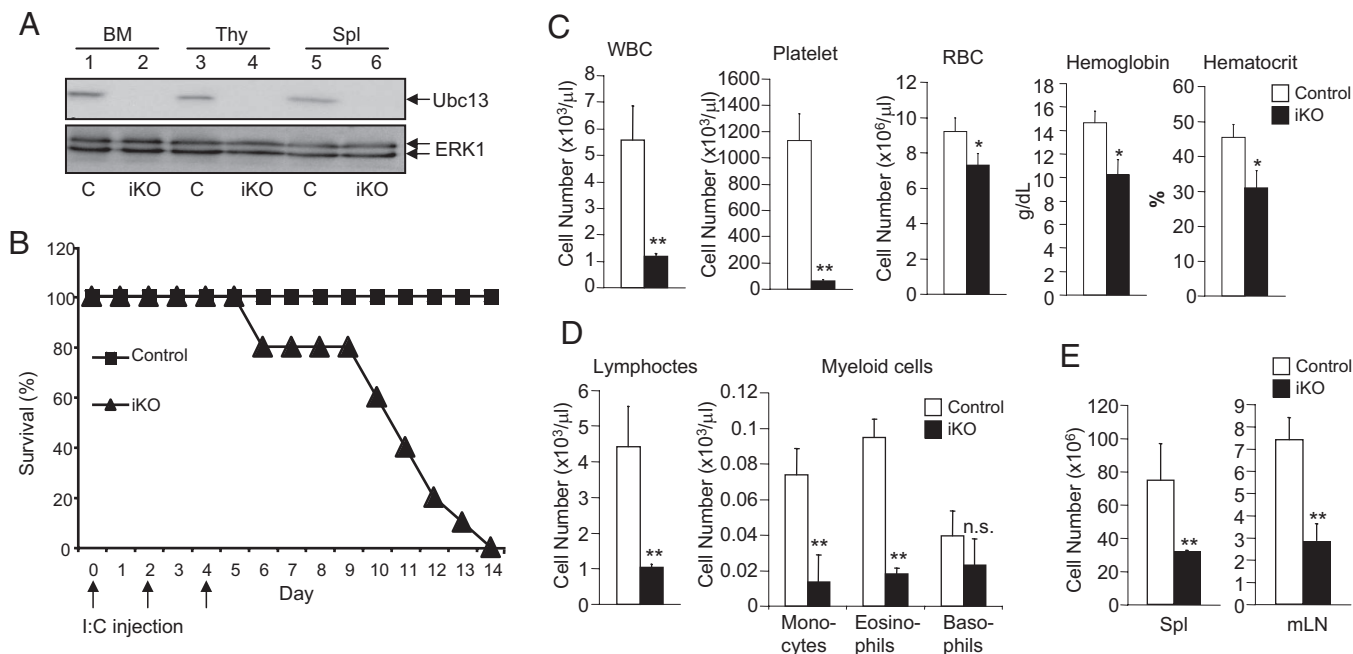 A
BM Thy Spl
1 2 3 4 5 6
Ubc13
ERK1
C iKO C iKO C iKO
B
120
100
80
60
40
20
0
Survival (%)
Control
iKO
0 1 2 3 4 5 6 7 8 9 10 11 12 13 14
Day
I:C injection
C
WBC
Cell Number (x10³/μl)
8
7
6
5
4
3
2
1
0
**
Platelet
Cell Number (x10³/μl)
1600
1400
1200
1000
800
600
400
200
0
**
RBC
Cell Number (x10⁶/μl)
12
10
8
6
4
2
0
*
Hemoglobin
g/dL
18
16
14
12
10
8
6
4
2
0
*
Hematocrit
%
60
50
40
30
20
10
0
*
Control
iKO
D
Lymphoctes
Cell Number (x10³/μl)
6
5
4
3
2
1
0
**
Myeloid cells
Cell Number (x10³/μl)
0.12
0.1
0.08
0.06
0.04
0.02
0
Control
iKO
** ** n.s.
Mono- Eosino- Baso-
cytes phils phils
E
Control
iKO
Cell Number (x10⁶)
120
100
80
60
40
20
0
**
Spl
9
8
7
6
5
4
3
2
1
0
**
mLN